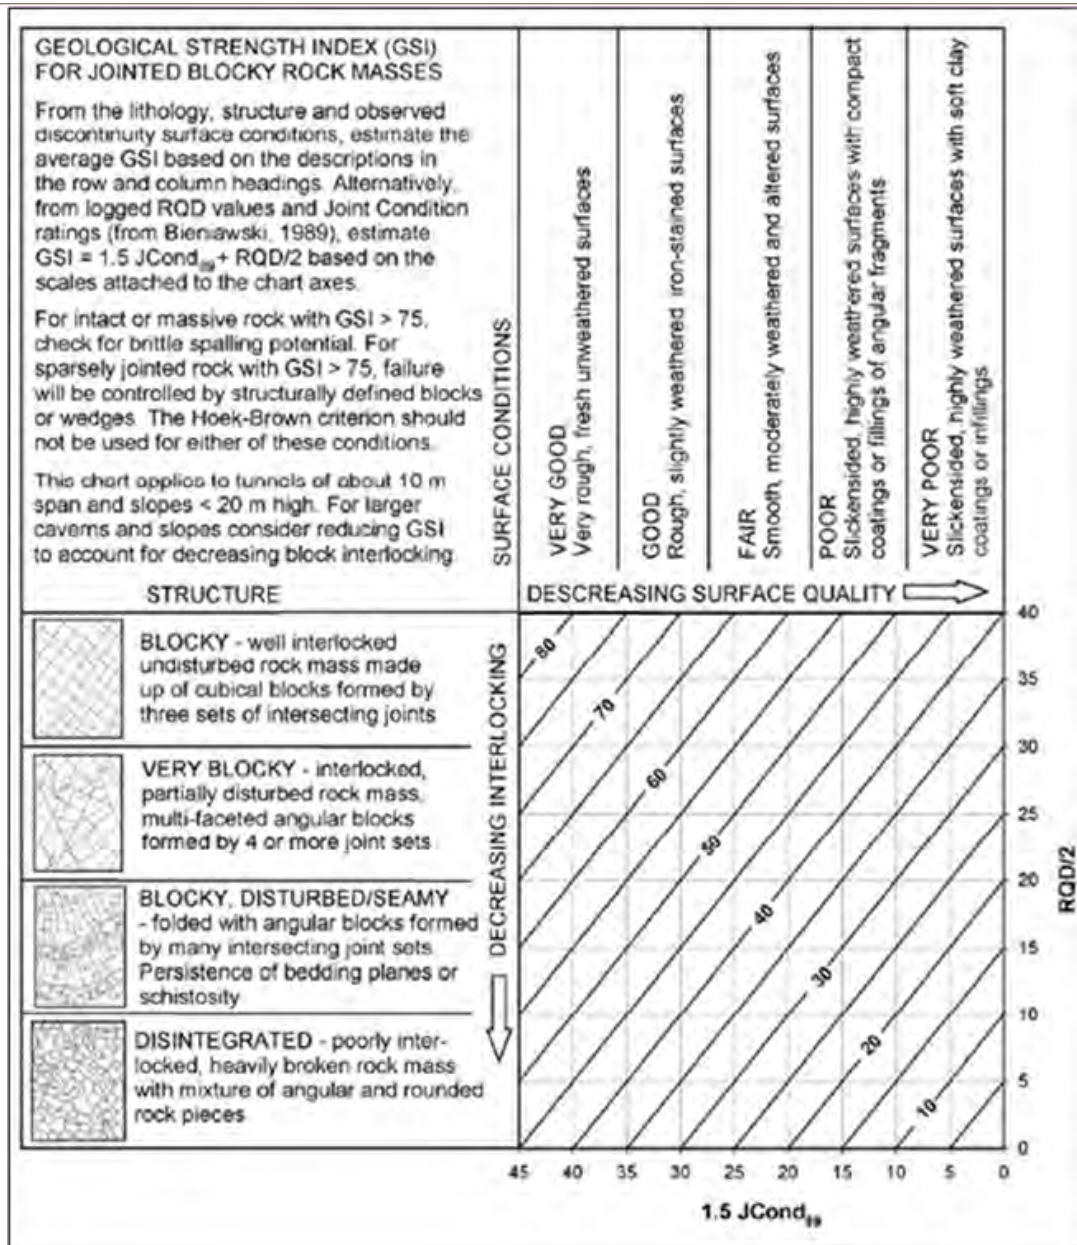 GEOLOGICAL STRENGTH INDEX (GSI)
FOR JOINTED BLOCKY ROCK MASSES
From the lithology, structure and observed
discontinuity surface conditions, estimate the
average GSI based on the descriptions in
the row and column headings. Alternatively,
from logged RQD values and Joint Condition
ratings (from Bieniawski, 1989), estimate
GSI = 1.5 JCond89 + RQD/2 based on the
scales attached to the chart axes.
For intact or massive rock with GSI > 75,
check for brittle spalling potential. For
sparsely jointed rock with GSI > 75, failure
will be controlled by structurally defined blocks
or wedges. The Hoek-Brown criterion should
not be used for either of these conditions.
This chart applies to tunnels of about 10 m
span and slopes < 20 m high. For larger
caverns and slopes consider reducing GSI
to account for decreasing block interlocking.
SURFACE CONDITIONS
VERY GOOD
Very rough, fresh unweathered surfaces
GOOD
Rough, slightly weathered iron-stained surfaces
FAIR
Smooth, moderately weathered and altered surfaces
POOR
Slickensided, highly weathered surfaces with compact
coatings or fillings of angular fragments
VERY POOR
Slickensided, highly weathered surfaces with soft clay
coatings or infillings
STRUCTURE
DESCREASING SURFACE QUALITY
BLOCKY - well interlocked
undisturbed rock mass made
up of cubical blocks formed by
three sets of intersecting joints
VERY BLOCKY - interlocked,
partially disturbed rock mass,
multi-faceted angular blocks
formed by 4 or more joint sets
BLOCKY, DISTURBED/SEAMY
- folded with angular blocks formed
by many intersecting joint sets.
Persistence of bedding planes or
schistosity
DISINTEGRATED - poorly inter-
locked, heavily broken rock mass
with mixture of angular and rounded
rock pieces
DECREASING INTERLOCKING
80
70
60
50
40
30
20
10
40
35
30
25
20
15
10
5
0
RQD/2
45 40 35 30 25 20 15 10 5 0
1.5 JCond89